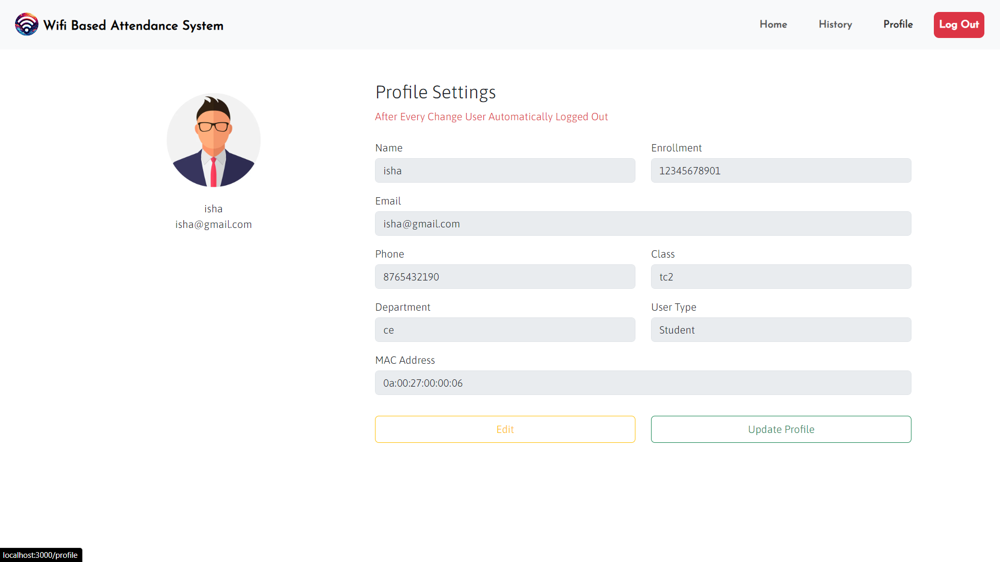 Wifi Based Attendance System
Home History Profile Log Out
isha
isha@gmail.com
Profile Settings
After Every Change User Automatically Logged Out
Name Enrollment
isha 12345678901
Email
isha@gmail.com
Phone Class
8765432190 tc2
Department User Type
ce Student
MAC Address
0a:00:27:00:00:06
Edit Update Profile
localhost:3000/profile